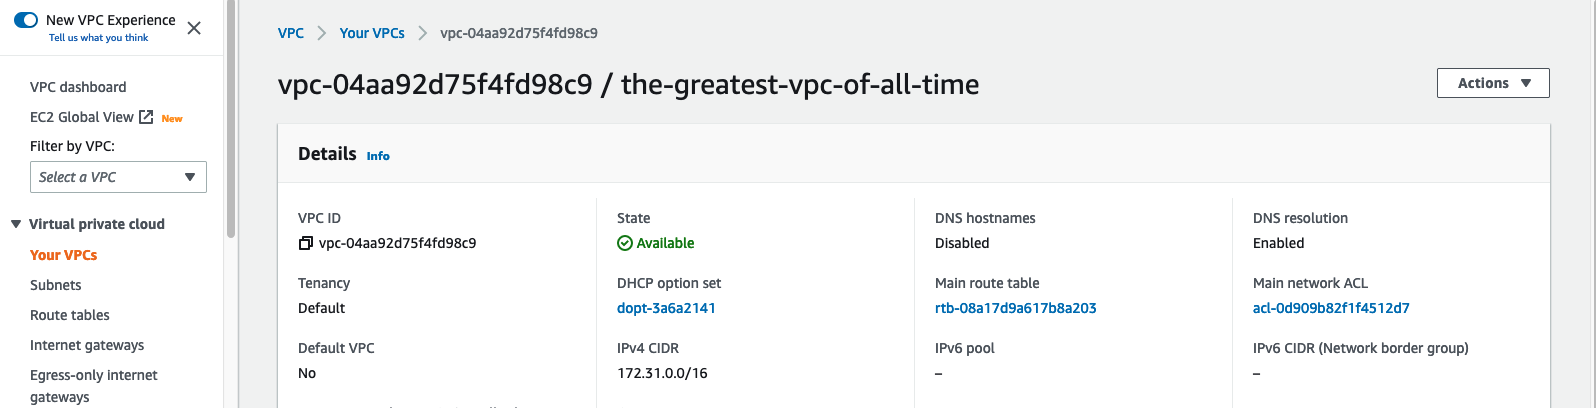 New VPC Experience
Tell us what you think
VPC dashboard
EC2 Global View New
Filter by VPC:
Select a VPC
Virtual private cloud
Your VPCs
Subnets
Route tables
Internet gateways
Egress-only internet
gateways
VPC Your VPCs vpc-04aa92d75f4fd98c9
vpc-04aa92d75f4fd98c9 / the-greatest-vpc-of-all-time
Actions
Details Info
VPC ID
vpc-04aa92d75f4fd98c9
State
Available
DNS hostnames
Disabled
DNS resolution
Enabled
Tenancy
Default
DHCP option set
dopt-3a6a2141
Main route table
rtb-08a17d9a617b8a203
Main network ACL
acl-0d909b82f1f4512d7
Default VPC
No
IPv4 CIDR
172.31.0.0/16
IPv6 pool
–
IPv6 CIDR (Network border group)
–